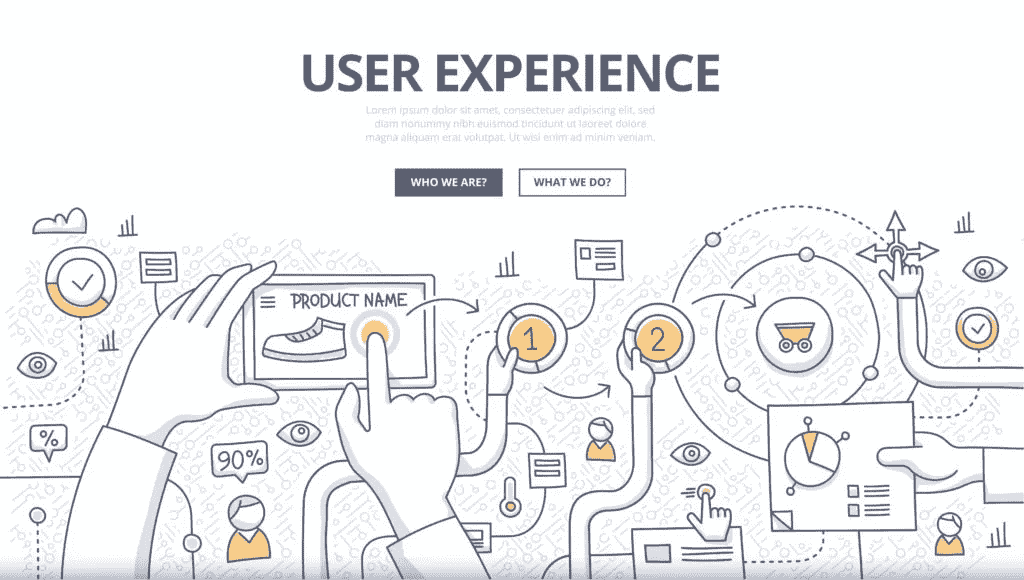 USER EXPERIENCE
Lorem ipsum dolor sit amet, consectetuer adipiscing elit, sed
diam nonummy nibh euismod tincidunt ut laoreet dolore
magna aliquam erat volutpat. Ut wisi enim ad minim veniam.
WHO WE ARE?
WHAT WE DO?
PRODUCT NAME
1
2
%
90%